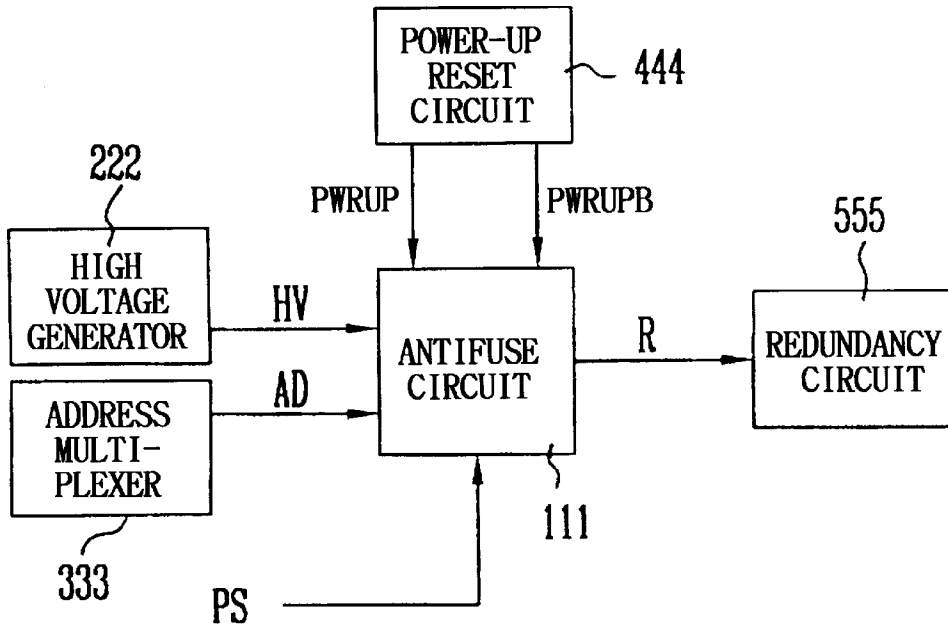 POWER-UP
RESET
CIRCUIT
444
222
PWRUP
PWRUPB
555
HIGH
VOLTAGE
GENERATOR
HV
ANTIFUSE
CIRCUIT
R
REDUNDANCY
CIRCUIT
ADDRESS
MULTI-
PLEXER
AD
333
111
PS